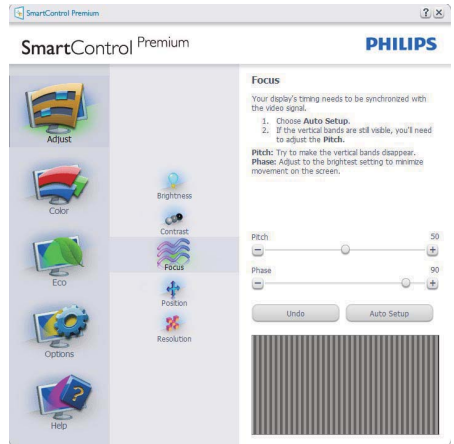 SmartControl Premium
? ×
SmartControl Premium
PHILIPS
Adjust
Color
Eco
Options
Help
Brightness
Contrast
Focus
Position
Resolution
Focus
Your display's timing needs to be synchronized with
the video signal.
1. Choose Auto Setup.
2. If the vertical bands are still visible, you'll need
to adjust the Pitch.
Pitch: Try to make the vertical bands disappear.
Phase: Adjust to the brightest setting to minimize
movement on the screen.
Pitch 50
Phase 90
Undo Auto Setup